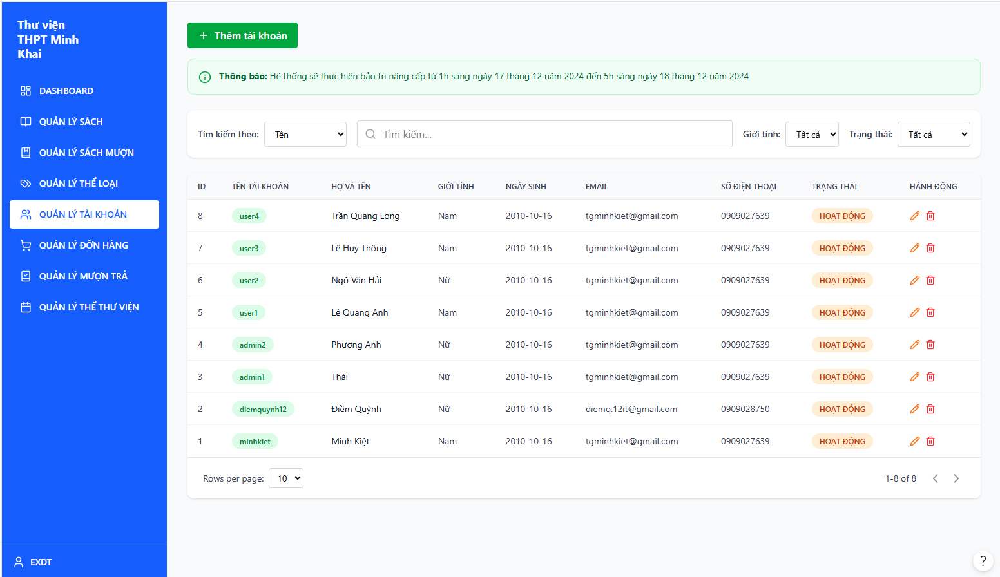 Thư viện
THPT Minh
Khai
DASHBOARD
QUẢN LÝ SÁCH
QUẢN LÝ SÁCH MƯỢN
QUẢN LÝ THỂ LOẠI
QUẢN LÝ TÀI KHOẢN
QUẢN LÝ ĐỠN HÀNG
QUẢN LÝ MƯỢN TRẢ
QUẢN LÝ THỂ THƯ VIỆN
EXDT
Thêm tài khoản
Thông báo: Hệ thống sẽ thực hiện bảo trì nâng cấp từ 1h sáng ngày 17 tháng 12 năm 2024 đến 5h sáng ngày 18 tháng 12 năm 2024
Tìm kiếm theo: Tên Tìm kiếm... Giới tính: Tất cả Trạng thái: Tất cả
ID TÊN TÀI KHOẢN HỌ VÀ TÊN GIỚI TÍNH NGÀY SINH EMAIL SỐ ĐIỆN THOẠI TRẠNG THÁI HÀNH ĐỘNG
8 user4 Trần Quang Long Nam 2010-10-16 tgminhkiet@gmail.com 0909027639 HOẠT ĐỘNG
7 user3 Lê Huy Thông Nam 2010-10-16 tgminhkiet@gmail.com 0909027639 HOẠT ĐỘNG
6 user2 Ngô Văn Hải Nữ 2010-10-16 tgminhkiet@gmail.com 0909027639 HOẠT ĐỘNG
5 user1 Lê Quang Anh Nam 2010-10-16 tgminhkiet@gmail.com 0909027639 HOẠT ĐỘNG
4 admin2 Phương Anh Nữ 2010-10-16 tgminhkiet@gmail.com 0909027639 HOẠT ĐỘNG
3 admin1 Thái Nữ 2010-10-16 tgminhkiet@gmail.com 0909027639 HOẠT ĐỘNG
2 diemquynh12 Điềm Quỳnh Nữ 2010-10-16 diemq.12it@gmail.com 0909028750 HOẠT ĐỘNG
1 minhkiet Minh Kiệt Nam 2010-10-16 tgminhkiet@gmail.com 0909027639 HOẠT ĐỘNG
Rows per page: 10 1-8 of 8
?